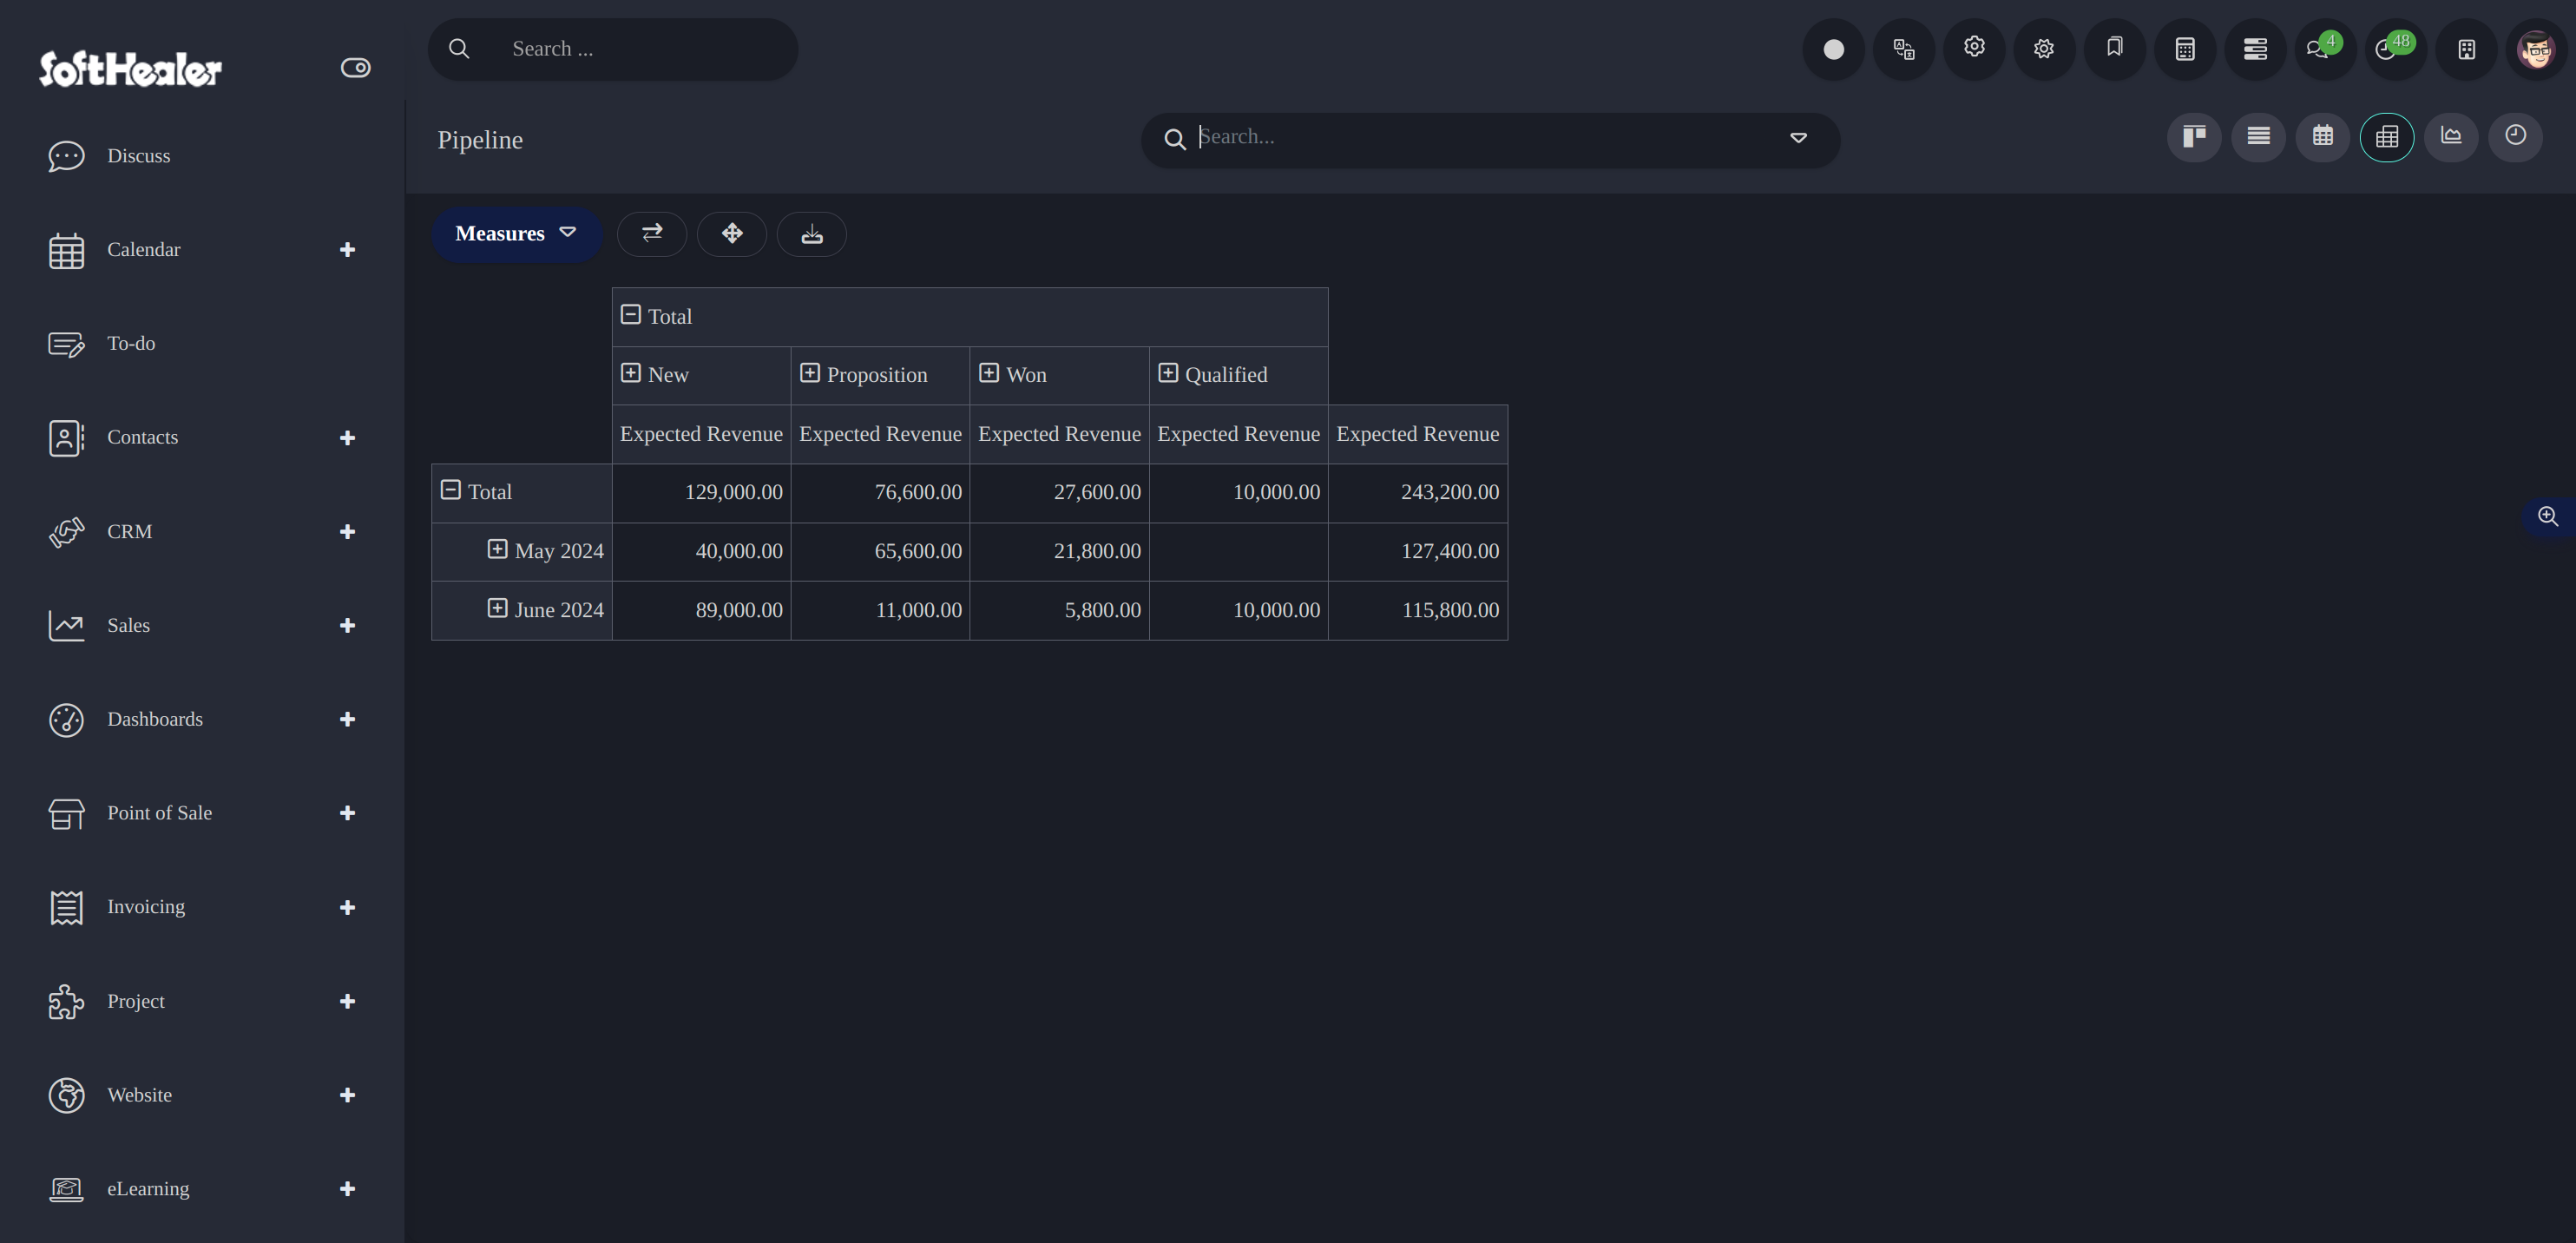 SoftHealer
Search ...
4
48
Pipeline
Search...
Discuss
Calendar
To-do
Contacts
CRM
Sales
Dashboards
Point of Sale
Invoicing
Project
Website
eLearning
Measures
Total
New Proposition Won Qualified
Expected Revenue Expected Revenue Expected Revenue Expected Revenue Expected Revenue
Total 129,000.00 76,600.00 27,600.00 10,000.00 243,200.00
May 2024 40,000.00 65,600.00 21,800.00 127,400.00
June 2024 89,000.00 11,000.00 5,800.00 10,000.00 115,800.00